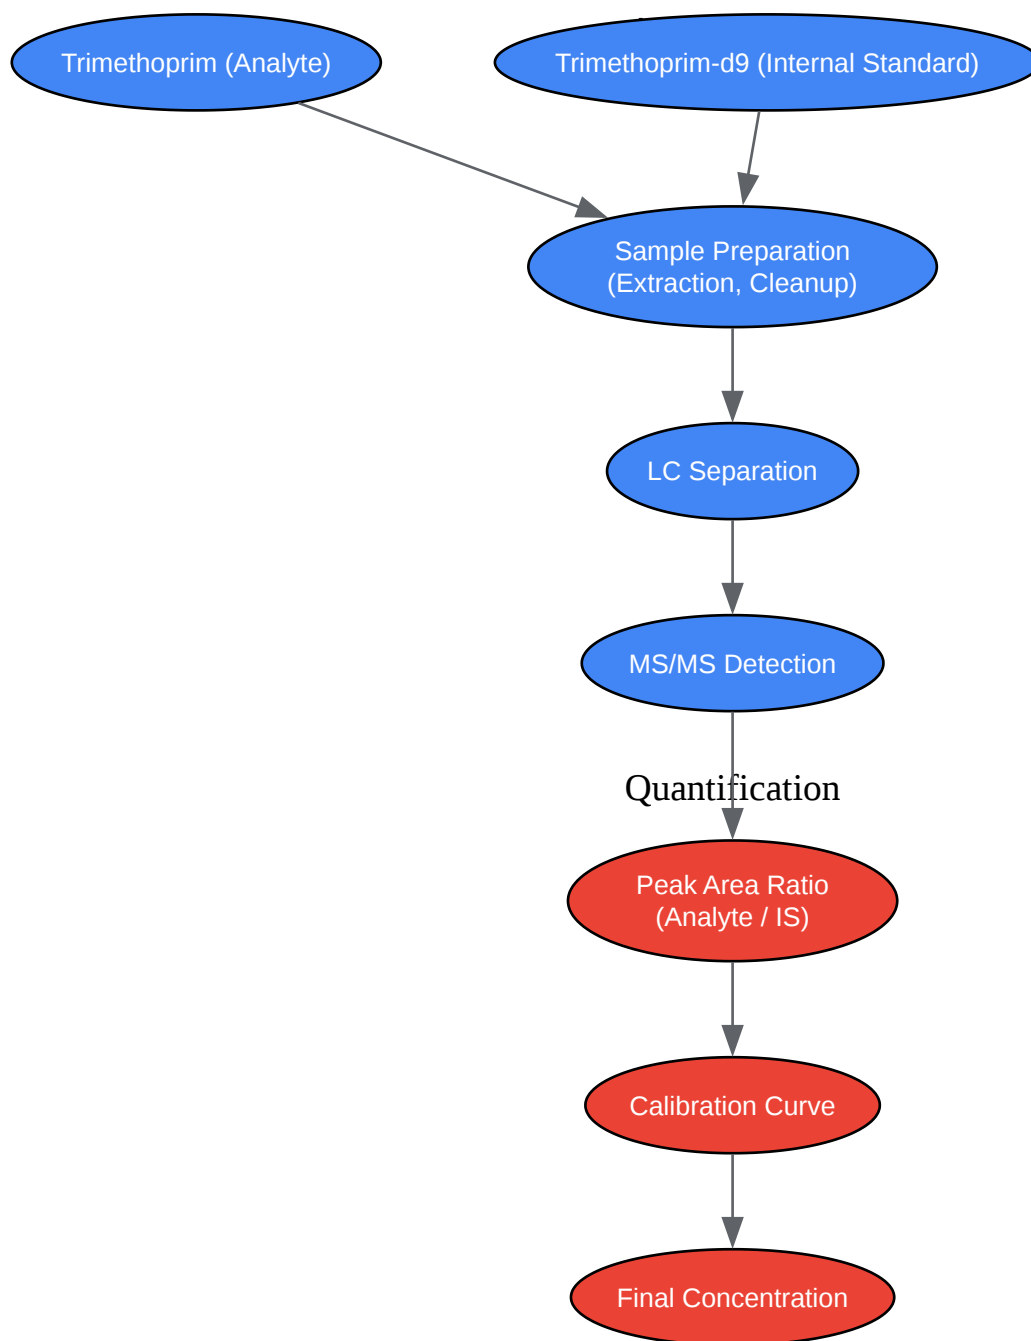 Trimethoprim (Analyte)
Trimethoprim-d9 (Internal Standard)
Sample Preparation
(Extraction, Cleanup)
LC Separation
MS/MS Detection
Quantification
Peak Area Ratio
(Analyte / IS)
Calibration Curve
Final Concentration